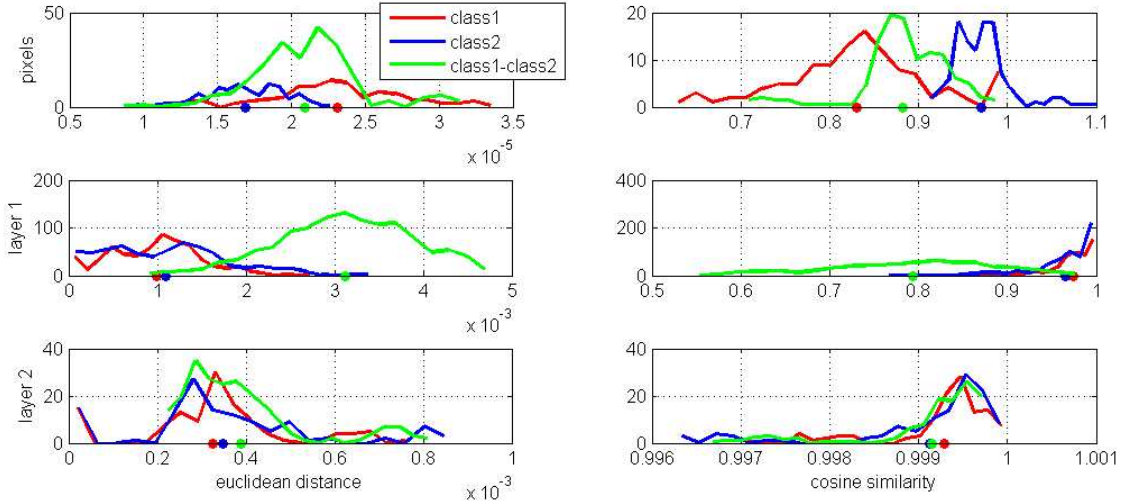 50
0
pixels
0.5 1 1.5 2 2.5 3 3.5
x 10^-5
class1
class2
class1-class2
20
10
0
0.7 0.8 0.9 1 1.1
200
100
0
layer 1
0 1 2 3 4 5
x 10^-3
400
200
0
0.5 0.6 0.7 0.8 0.9 1
40
20
0
layer 2
0 0.2 0.4 0.6 0.8 1
euclidean distance
x 10^-3
40
20
0
0.996 0.997 0.998 0.999 1 1.001
cosine similarity